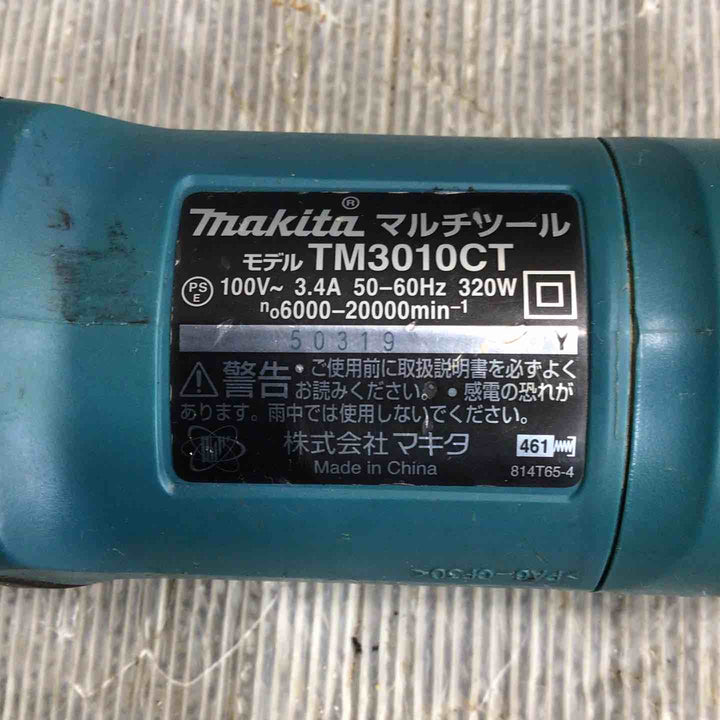 makita® マルチツール
モデル TM3010CT
PS E 100V~ 3.4A 50-60Hz 320W
n₀6000-20000min⁻¹
50319 Y
警告 • ご使用前に取扱説明書を必ずよく
お読みください。 • 感電の恐れが
あります。雨中では使用しないでください。
株式会社 マキタ 461
Made in China 814T65-4
>PA6-GF30<